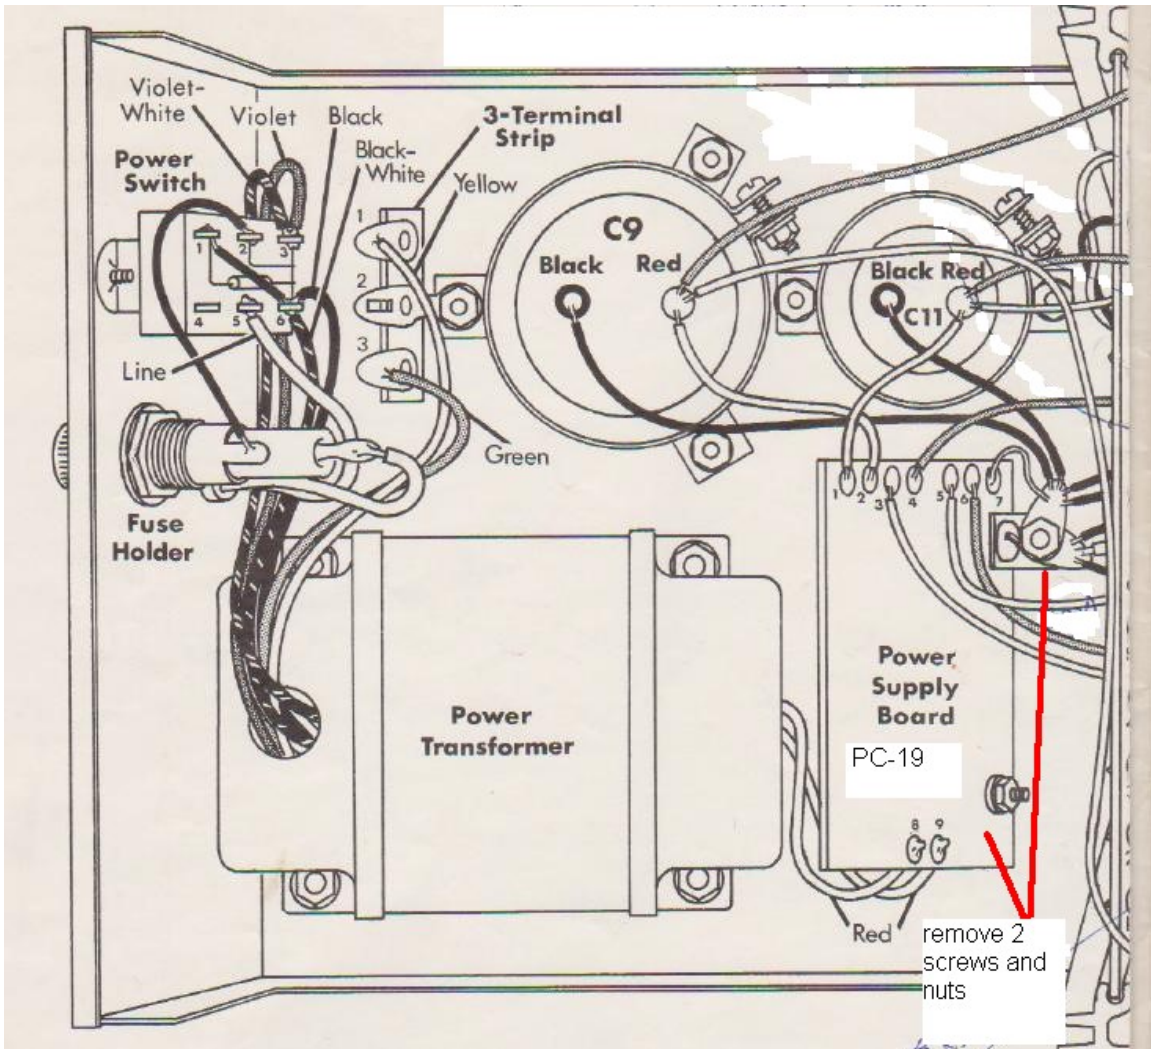 Violet-
White
Violet
Black
3-Terminal
Strip
Power
Switch
Black-
White
Yellow
1
2
3
1
2
3
4
5
6
Line
Green
C9
Black
Red
Black Red
C11
Fuse
Holder
1
2
3
4
5
6
7
Power
Transformer
Power
Supply
Board
PC-19
8
9
Red
remove 2
screws and
nuts